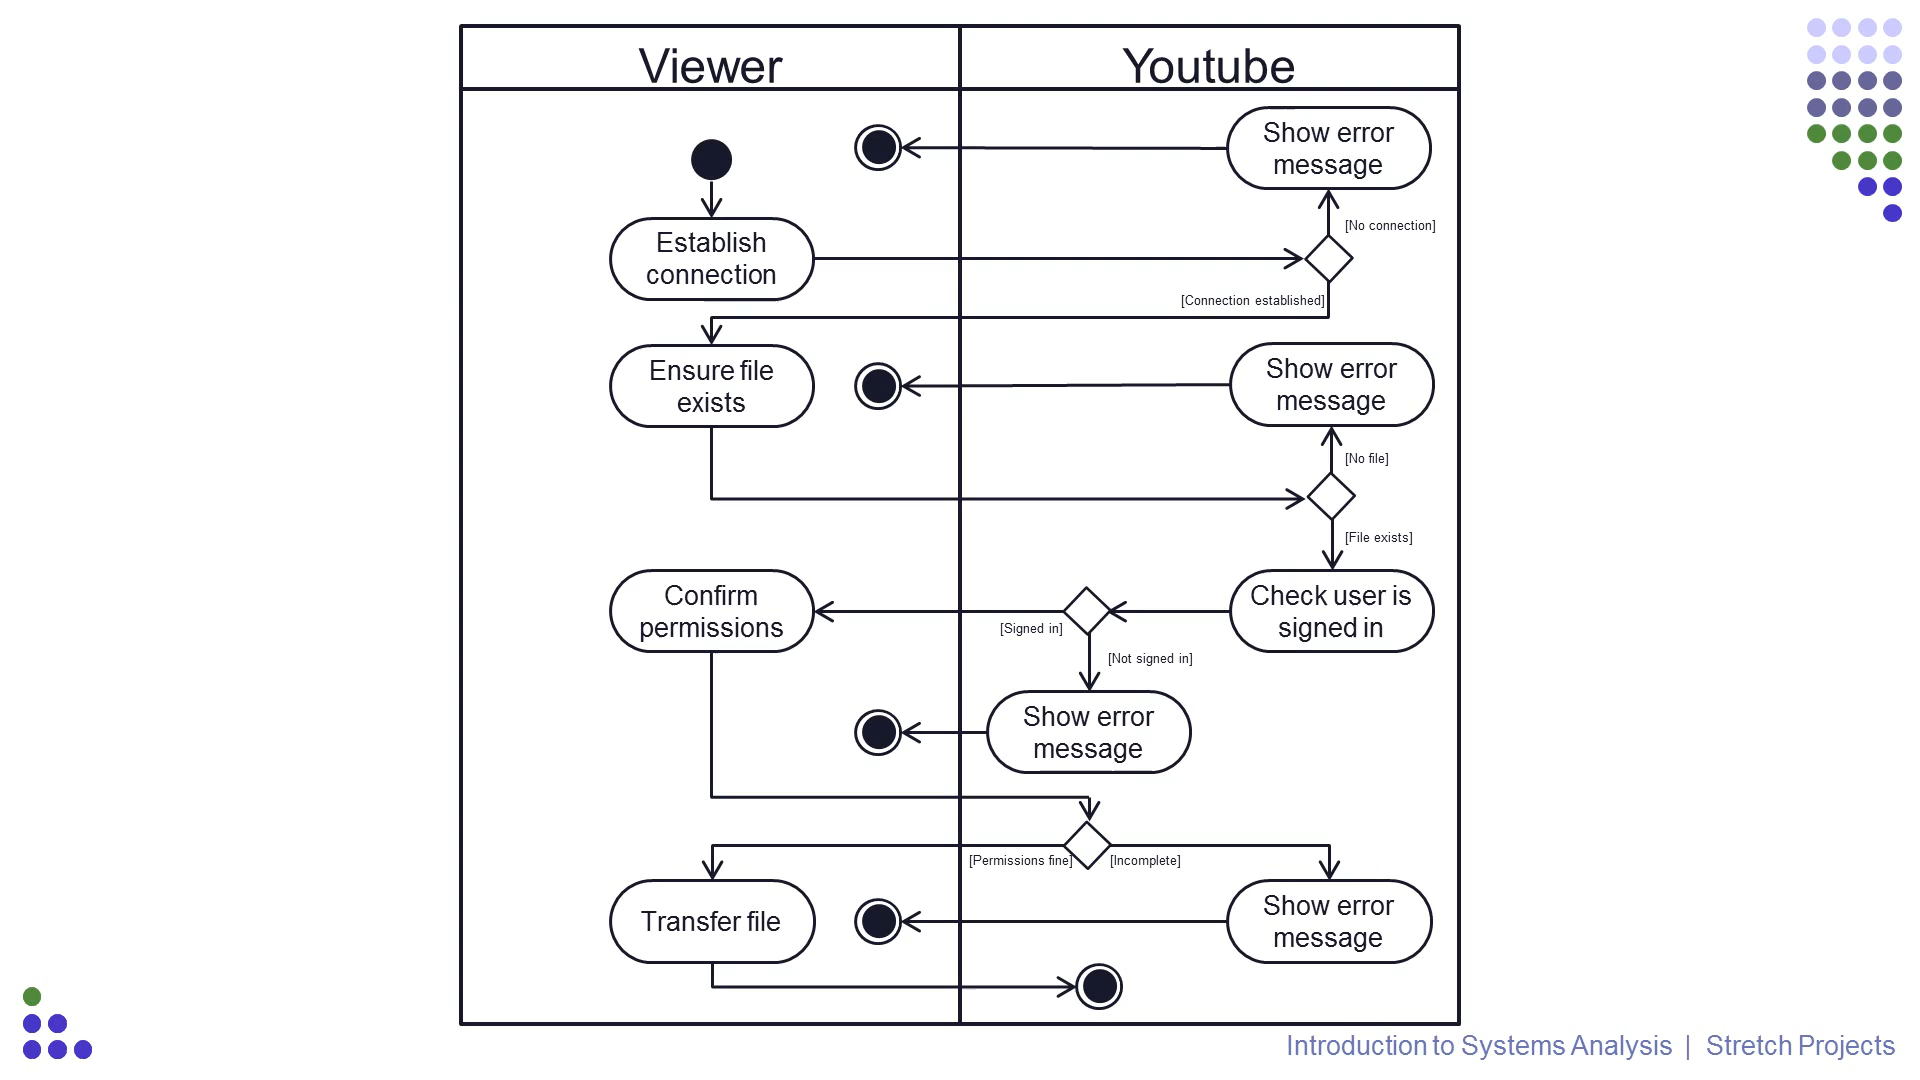 Viewer
Youtube
Show error
message
[No connection]
Establish
connection
[Connection established]
Ensure file
exists
Show error
message
[No file]
[File exists]
Confirm
permissions
[Signed in]
Check user is
signed in
[Not signed in]
Show error
message
[Permissions fine]
[Incomplete]
Transfer file
Show error
message
Introduction to Systems Analysis | Stretch Projects